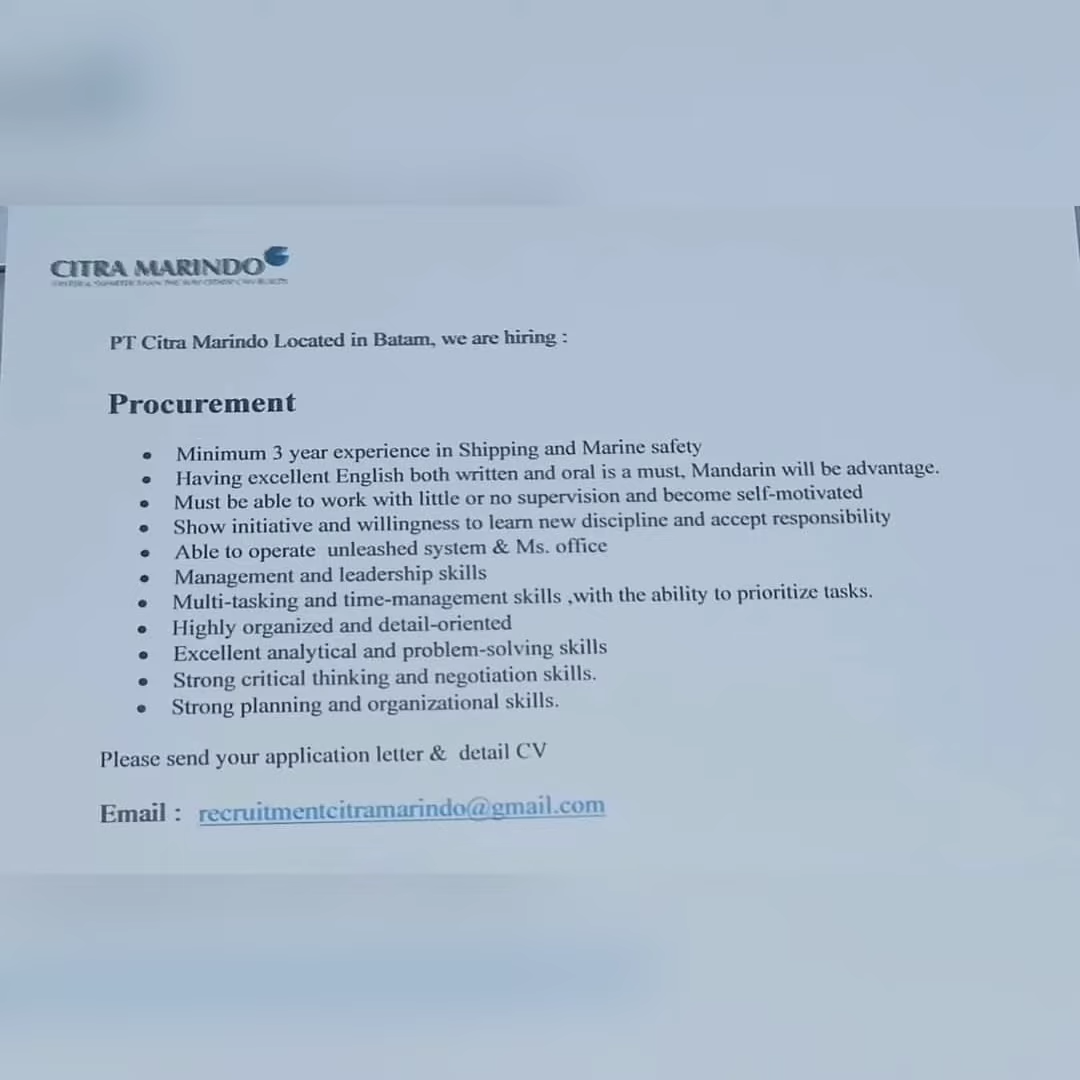 CITRA MARINDO
PT Citra Marindo Located in Batam, we are hiring :
Procurement
• Minimum 3 year experience in Shipping and Marine safety
• Having excellent English both written and oral is a must, Mandarin will be advantage.
• Must be able to work with little or no supervision and become self-motivated
• Show initiative and willingness to learn new discipline and accept responsibility
• Able to operate unleashed system & Ms. office
• Management and leadership skills
• Multi-tasking and time-management skills ,with the ability to prioritize tasks.
• Highly organized and detail-oriented
• Excellent analytical and problem-solving skills
• Strong critical thinking and negotiation skills.
• Strong planning and organizational skills.
Please send your application letter & detail CV
Email : recruitmentcitramarindo@gmail.com